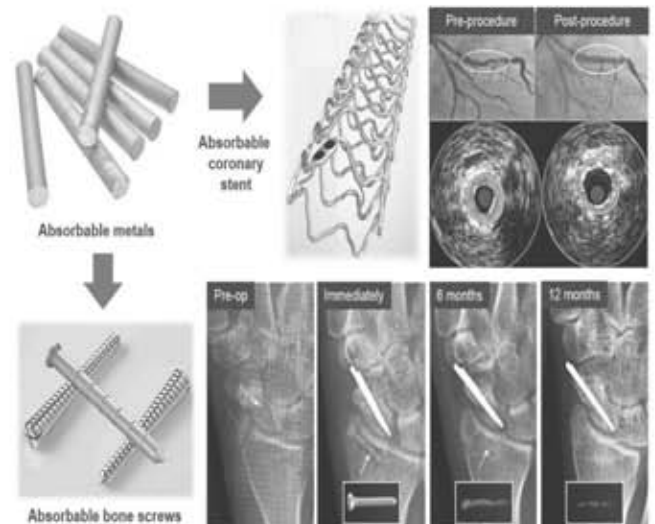 Pre-procedure
Post-procedure
Absorbable
coronary
stent
Absorbable metals
Pre-op
Immediately
6 months
12 months
Absorbable bone screws